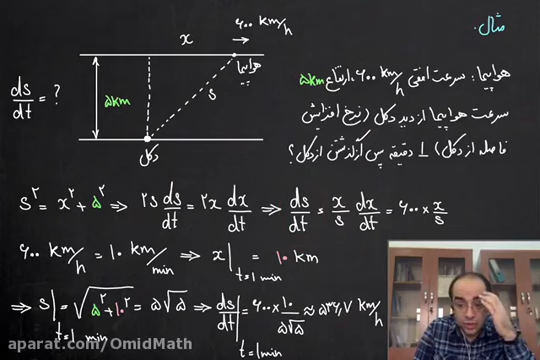 مثال.
۶۰۰ km/h
x
هواپیما: سرعت افقی ۶۰۰ km/h، ارتفاع ۵km
هواپیما
ds/dt = ?
۵km
s
سرعت هواپیما از دید دکل (نرخ افزایش
دکل
فاصله از دکل) ۱ دقیقه پس از گذشتن از دکل؟
s² = x² + ۵² ⇒ ۲s ds/dt = ۲x dx/dt ⇒ ds/dt = x/s dx/dt = ۶۰۰ × x/s
۶۰۰ km/h = ۱۰ km/min ⇒ x|t=۱ min = ۱۰ km
⇒ s|t=۱ min = √(۵² + ۱۰²) = ۵√۵ ⇒ ds/dt|t=۱ min = ۶۰۰ × ۱۰/۵√۵ ≈ ۵۳۶٫۷ km/h
aparat.com/OmidMath